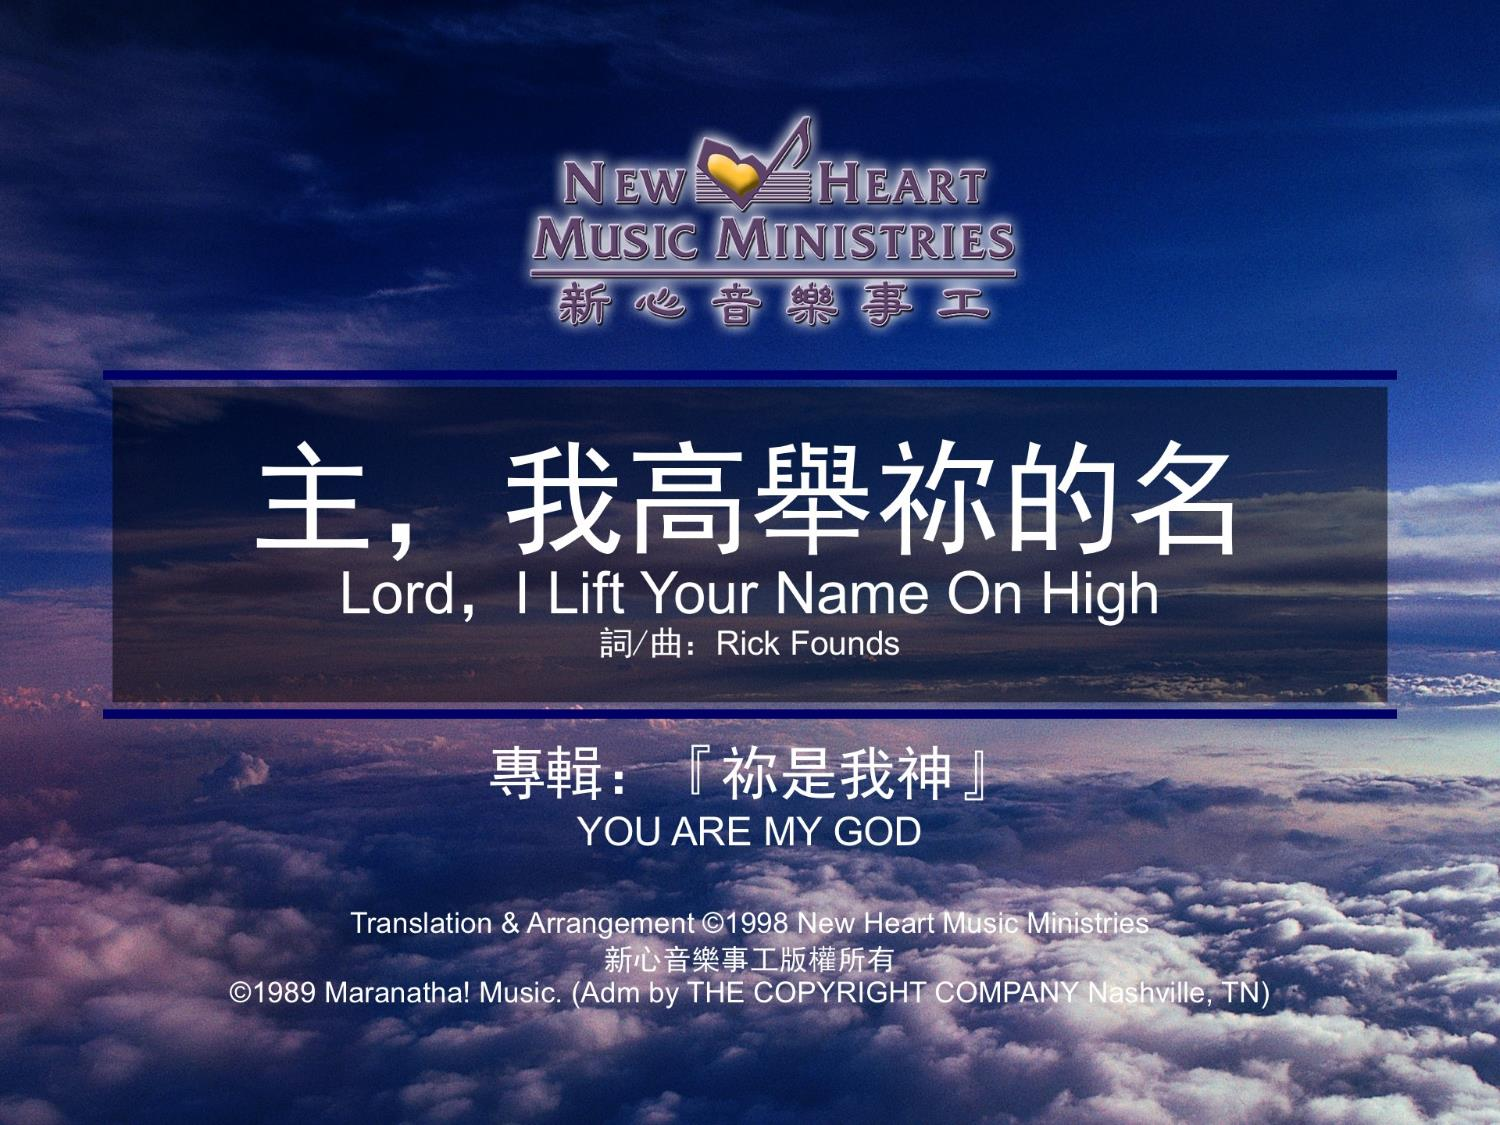 NEW HEART
MUSIC MINISTRIES
新心音樂事工
主，我高舉祢的名
Lord，I Lift Your Name On High
詞/曲：Rick Founds
專輯：『祢是我神』
YOU ARE MY GOD
Translation & Arrangement ©1998 New Heart Music Ministries
新心音樂事工版權所有
©1989 Maranatha! Music. (Adm by THE COPYRIGHT COMPANY Nashville, TN)